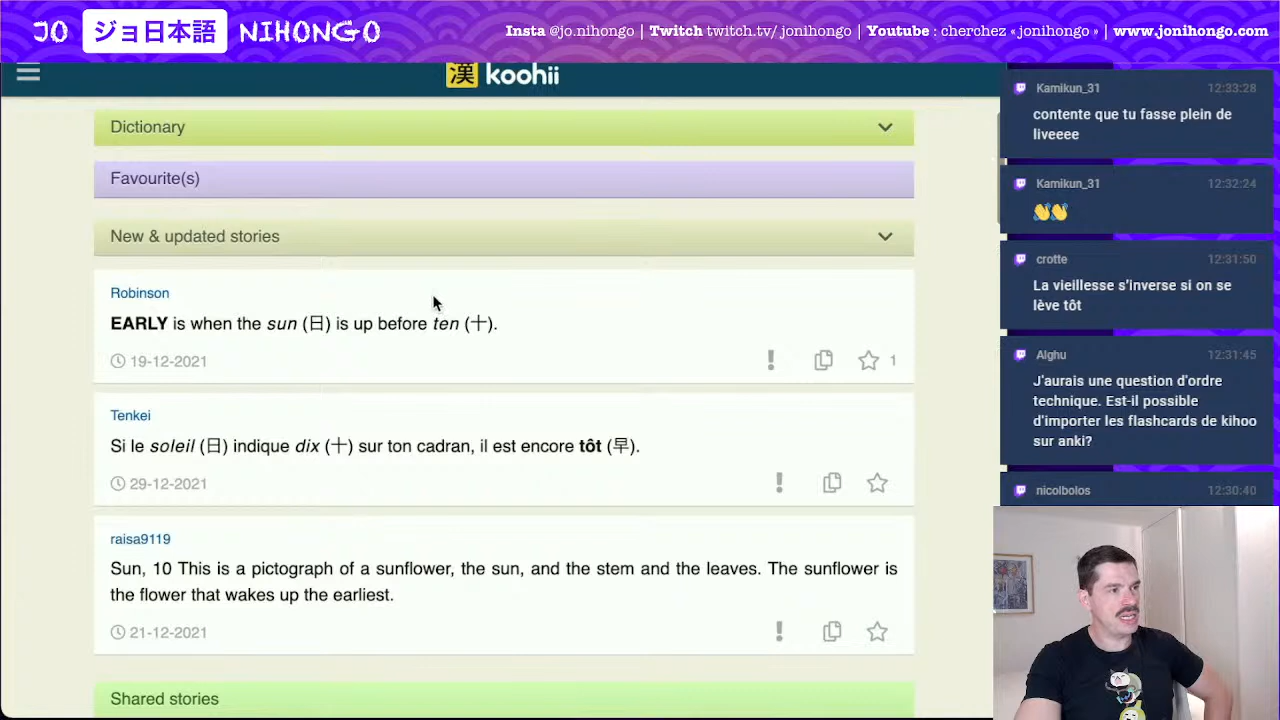 JO ジョ日本語 NIHONGO
Insta @jo.nihongo | Twitch twitch.tv/jonihongo | Youtube : cherchez « jonihongo » | www.jonihongo.com
漢 koohii
Dictionary
Favourite(s)
New & updated stories
Robinson
EARLY is when the sun (日) is up before ten (十).
19-12-2021
1
Tenkei
Si le soleil (日) indique dix (十) sur ton cadran, il est encore tôt (早).
29-12-2021
raisa9119
Sun, 10 This is a pictograph of a sunflower, the sun, and the stem and the leaves. The sunflower is
the flower that wakes up the earliest.
21-12-2021
Shared stories
Kamikun_31 12:33:28
contente que tu fasse plein de
liveeee
Kamikun_31 12:32:24
crotte 12:31:50
La vieillesse s'inverse si on se
lève tôt
Alghu 12:31:45
J'aurais une question d'ordre
technique. Est-il possible
d'importer les flashcards de kihoo
sur anki?
nicolbolos 12:30:40